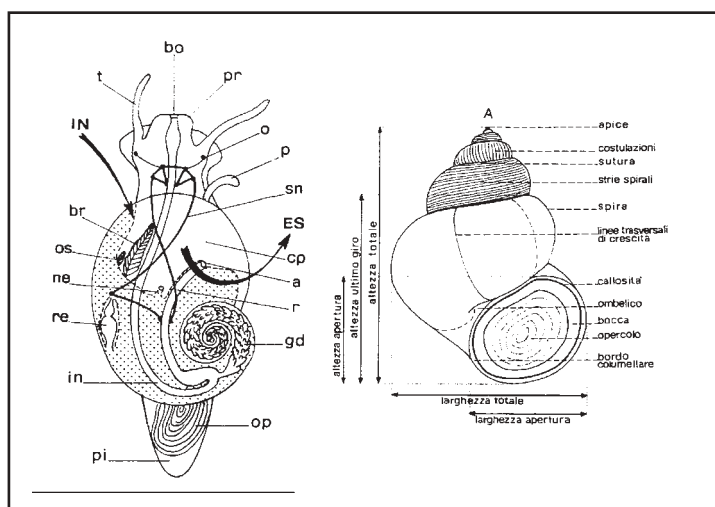 bo
t
pr
IN
o
p
sn
br
ES
os
cp
ne
a
re
r
gd
in
op
pi
A
apice
costulazioni
sutura
strie spirali
spira
linee trasversali
di crescita
callosita'
ombelico
bocca
opercolo
bordo
columellare
altezza apertura
altezza ultimo giro
altezza totale
larghezza totale
larghezza apertura